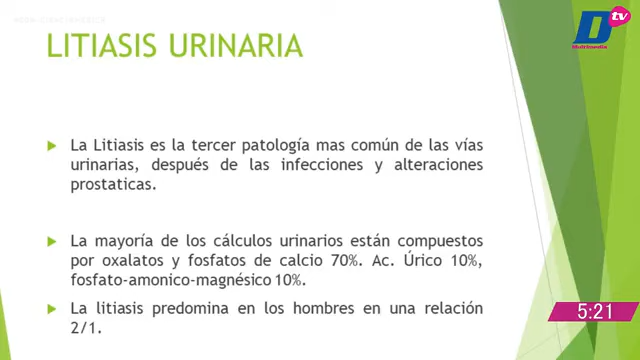 LITIASIS URINARIA
D tv
Multimedia
La Litiasis es la tercer patología mas común de las vías
urinarias, después de las infecciones y alteraciones
prostaticas.
La mayoría de los cálculos urinarios están compuestos
por oxalatos y fosfatos de calcio 70%. Ac. Úrico 10%,
fosfato-amonico-magnésico 10%.
La litiasis predomina en los hombres en una relación
2/1.
5:21